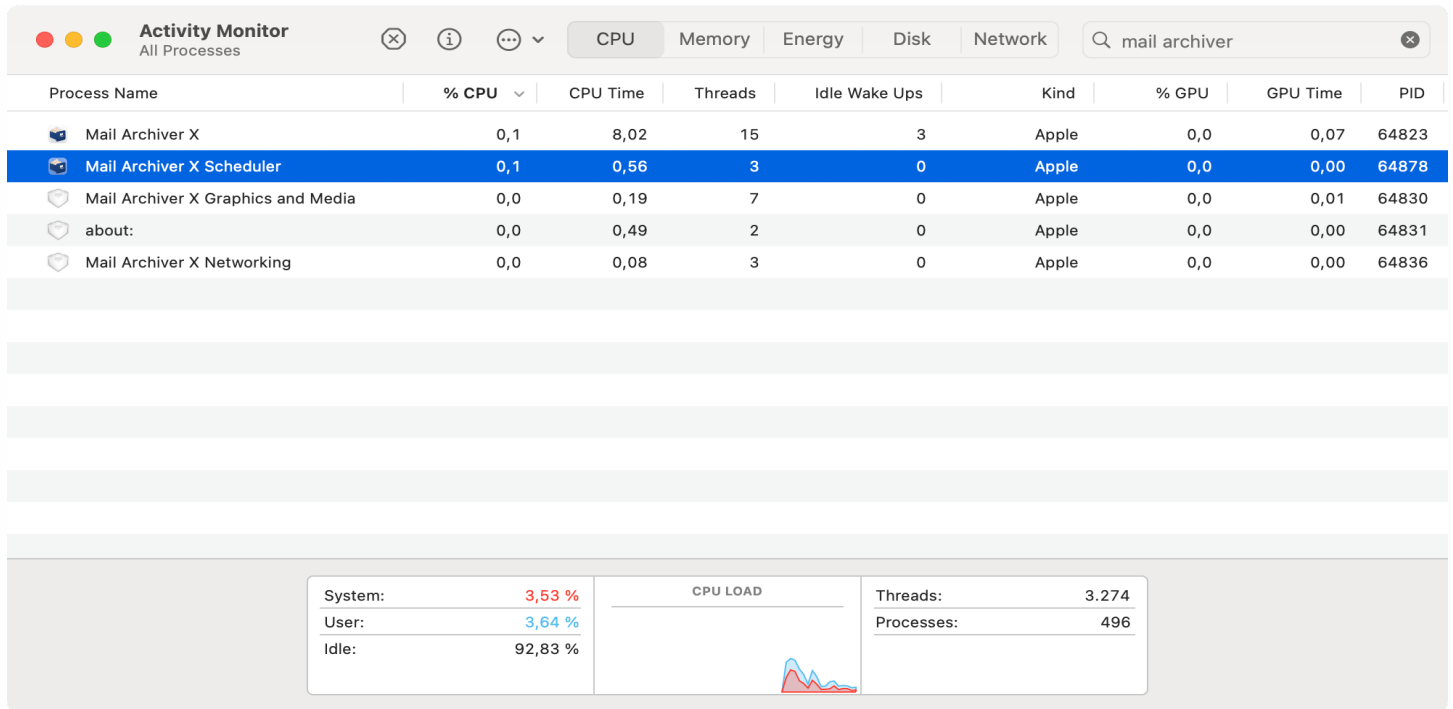 Activity Monitor
All Processes
CPU Memory Energy Disk Network mail archiver
Process Name % CPU CPU Time Threads Idle Wake Ups Kind % GPU GPU Time PID
Mail Archiver X 0,1 8,02 15 3 Apple 0,0 0,07 64823
Mail Archiver X Scheduler 0,1 0,56 3 0 Apple 0,0 0,00 64878
Mail Archiver X Graphics and Media 0,0 0,19 7 0 Apple 0,0 0,01 64830
about: 0,0 0,49 2 0 Apple 0,0 0,00 64831
Mail Archiver X Networking 0,0 0,08 3 0 Apple 0,0 0,00 64836
System: 3,53 %
User: 3,64 %
Idle: 92,83 %
CPU LOAD
Threads: 3.274
Processes: 496